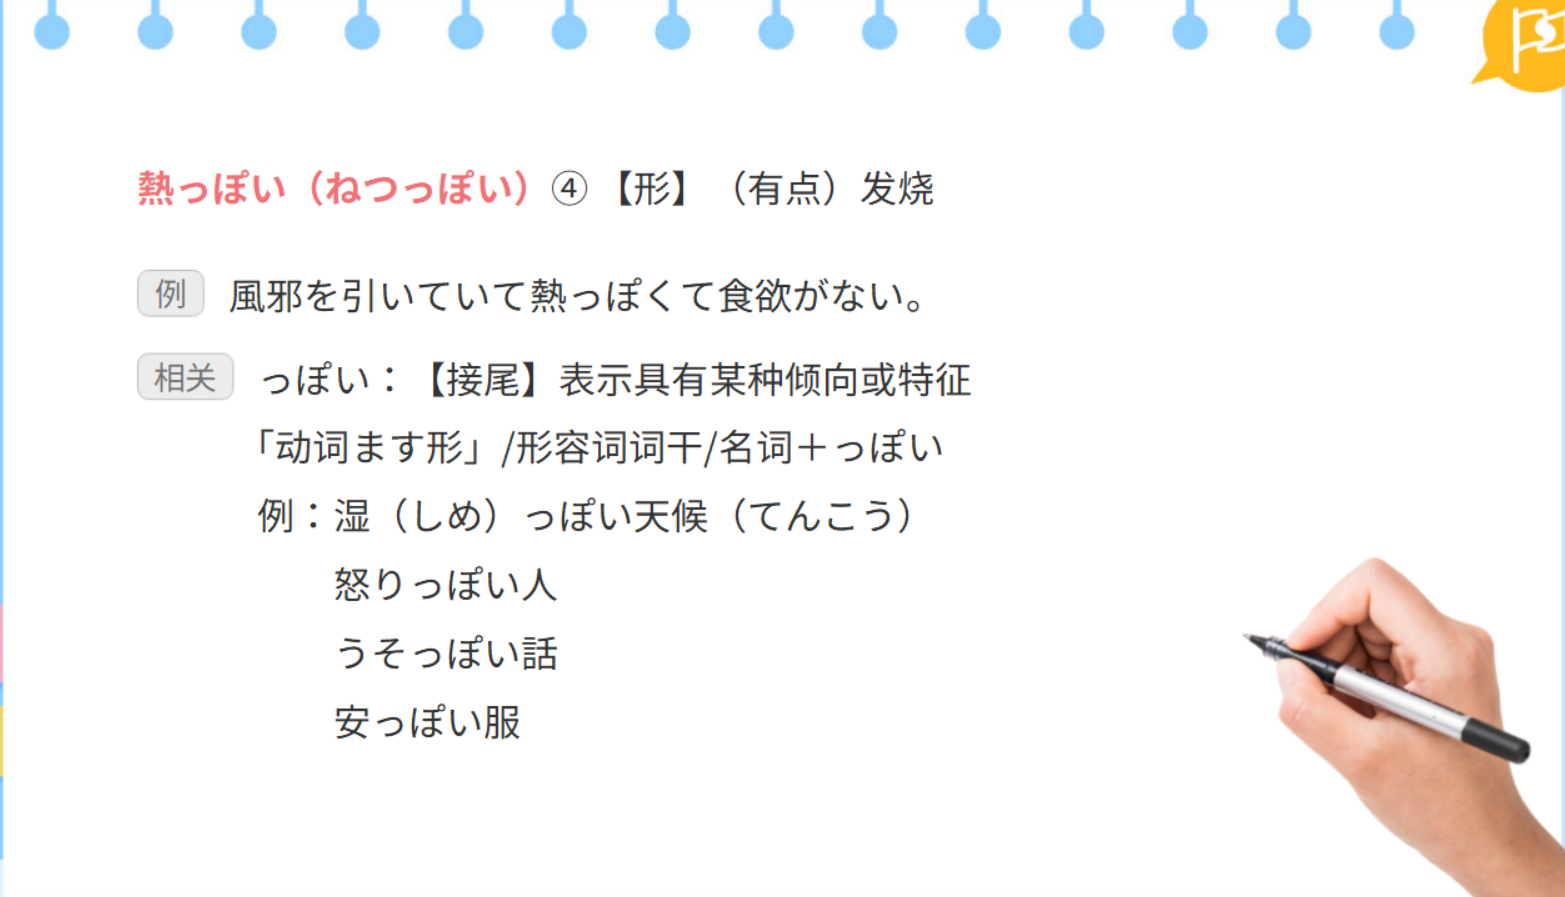 熱っぽい（ねつっぽい）④【形】（有点）发烧
例 風邪を引いていて熱っぽくて食欲がない。
相关 っぽい：【接尾】表示具有某种倾向或特征
「动词ます形」/形容词词干/名词＋っぽい
例：湿（しめ）っぽい天候（てんこう）
怒りっぽい人
うそっぽい話
安っぽい服